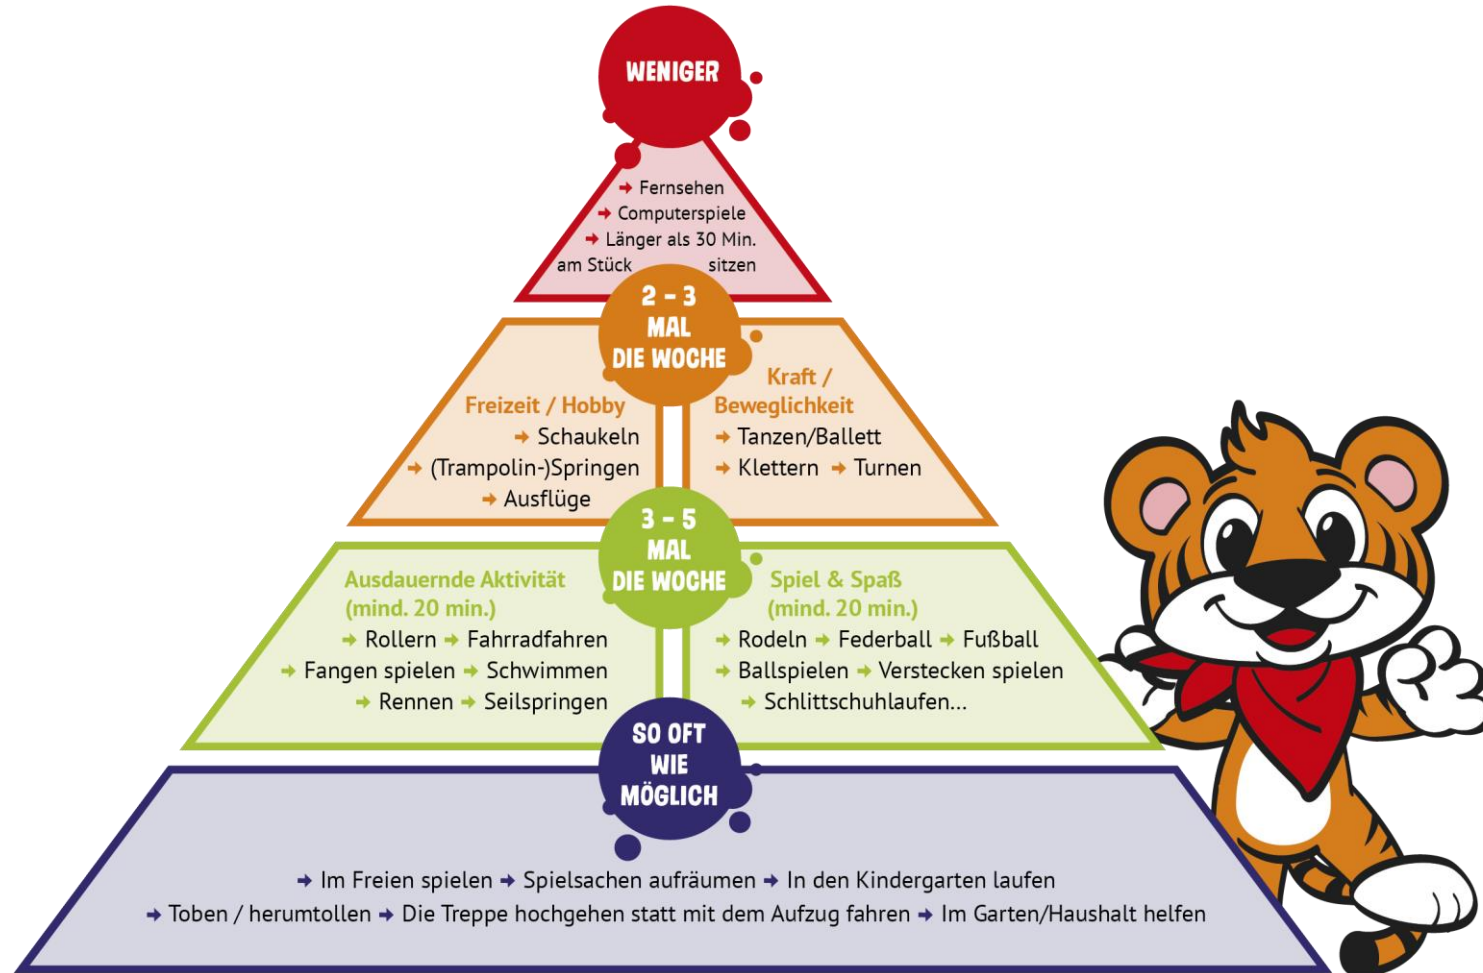 WENIGER
➜ Fernsehen
➜ Computerspiele
➜ Länger als 30 Min.
am Stück sitzen
2 - 3
MAL
DIE WOCHE
Freizeit / Hobby
➜ Schaukeln
➜ (Trampolin-)Springen
➜ Ausflüge
Kraft /
Beweglichkeit
➜ Tanzen/Ballett
➜ Klettern ➜ Turnen
3 - 5
MAL
DIE WOCHE
Ausdauernde Aktivität
(mind. 20 min.)
➜ Rollern ➜ Fahrradfahren
➜ Fangen spielen ➜ Schwimmen
➜ Rennen ➜ Seilspringen
Spiel & Spaß
(mind. 20 min.)
➜ Rodeln ➜ Federball ➜ Fußball
➜ Ballspielen ➜ Verstecken spielen
➜ Schlittschuhlaufen...
SO OFT
WIE
MÖGLICH
➜ Im Freien spielen ➜ Spielsachen aufräumen ➜ In den Kindergarten laufen
➜ Toben / herumtollen ➜ Die Treppe hochgehen statt mit dem Aufzug fahren ➜ Im Garten/Haushalt helfen